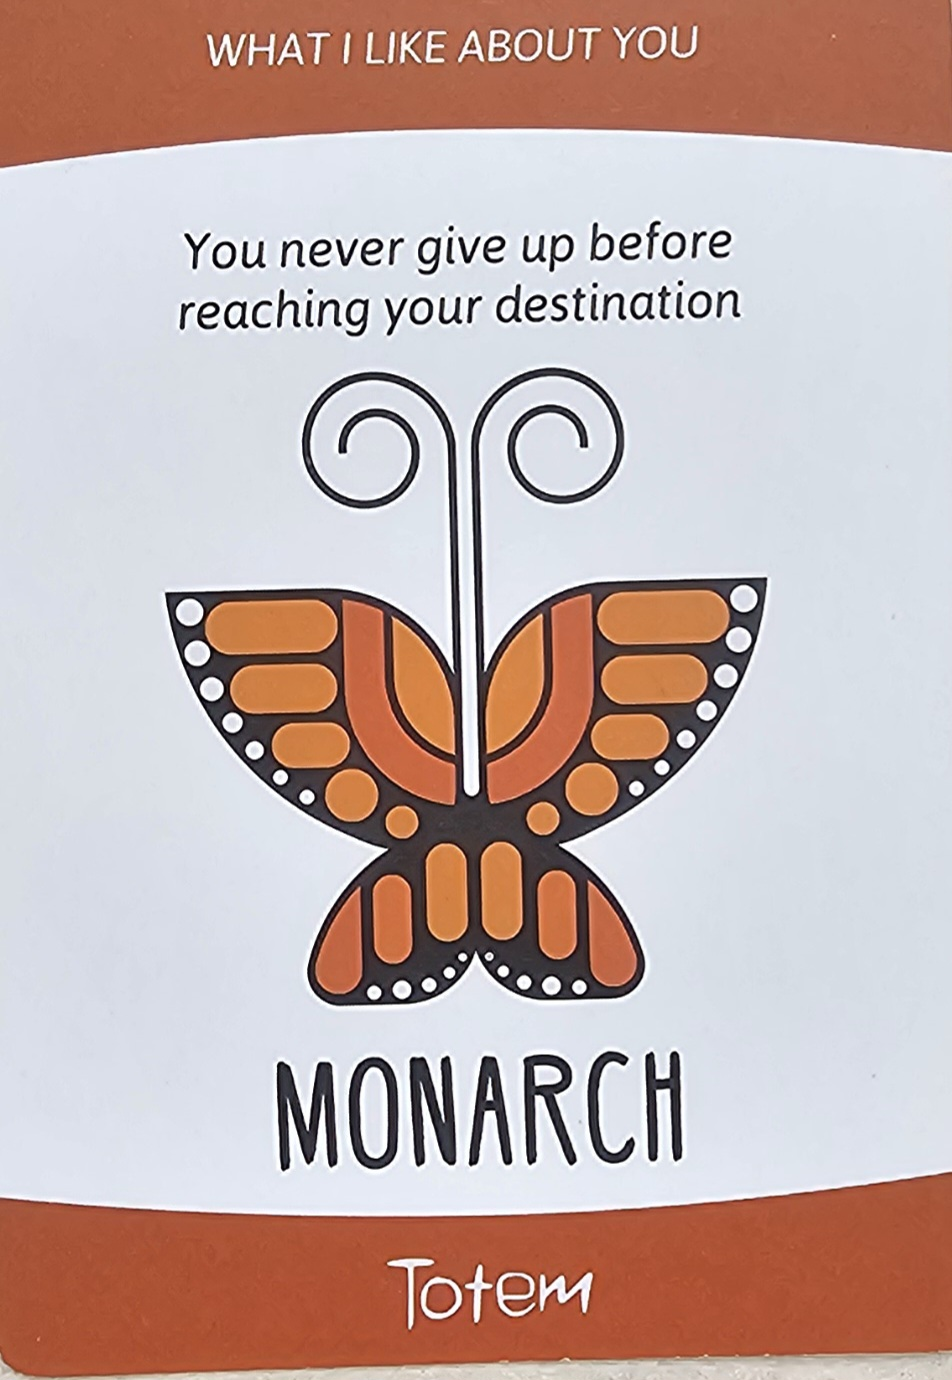 WHAT I LIKE ABOUT YOU
You never give up before
reaching your destination
MONARCH
Totem